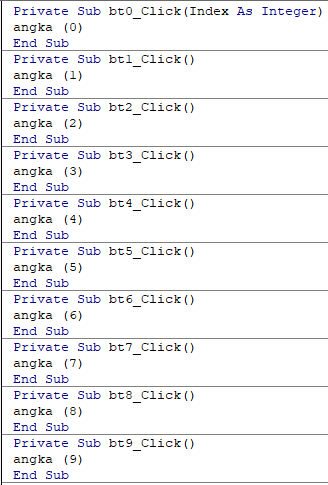 Private Sub bt0_Click(Index As Integer)
angka (0)
End Sub
Private Sub bt1_Click()
angka (1)
End Sub
Private Sub bt2_Click()
angka (2)
End Sub
Private Sub bt3_Click()
angka (3)
End Sub
Private Sub bt4_Click()
angka (4)
End Sub
Private Sub bt5_Click()
angka (5)
End Sub
Private Sub bt6_Click()
angka (6)
End Sub
Private Sub bt7_Click()
angka (7)
End Sub
Private Sub bt8_Click()
angka (8)
End Sub
Private Sub bt9_Click()
angka (9)
End Sub